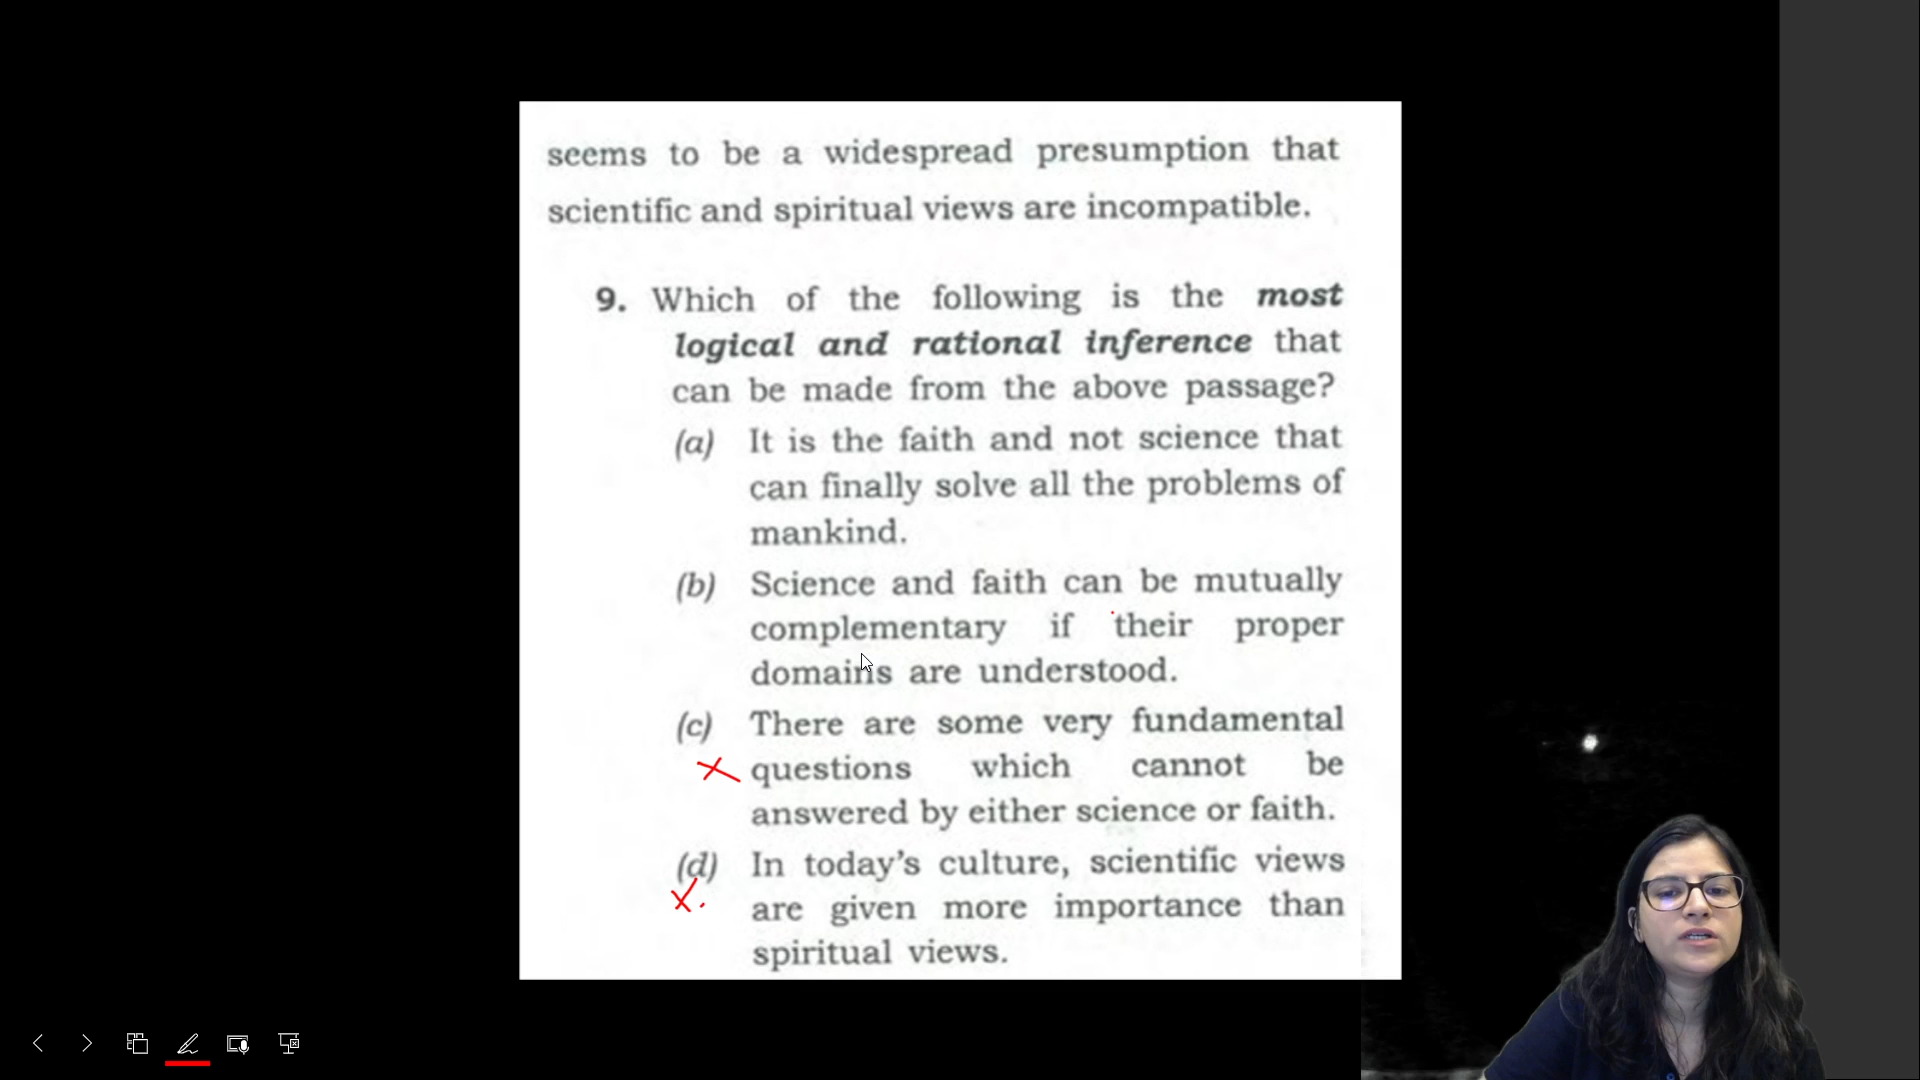 seems to be a widespread presumption that
scientific and spiritual views are incompatible.
9. Which of the following is the most
logical and rational inference that
can be made from the above passage?
(a) It is the faith and not science that
can finally solve all the problems of
mankind.
(b) Science and faith can be mutually
complementary if their proper
domains are understood.
(c) There are some very fundamental
questions which cannot be
answered by either science or faith.
(d) In today's culture, scientific views
are given more importance than
spiritual views.